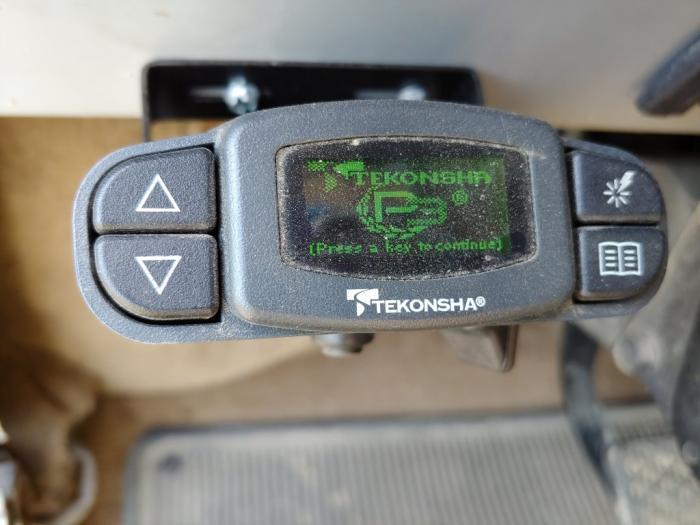 TEKONSHA
P3®
(Press a key to continue)
TEKONSHA®